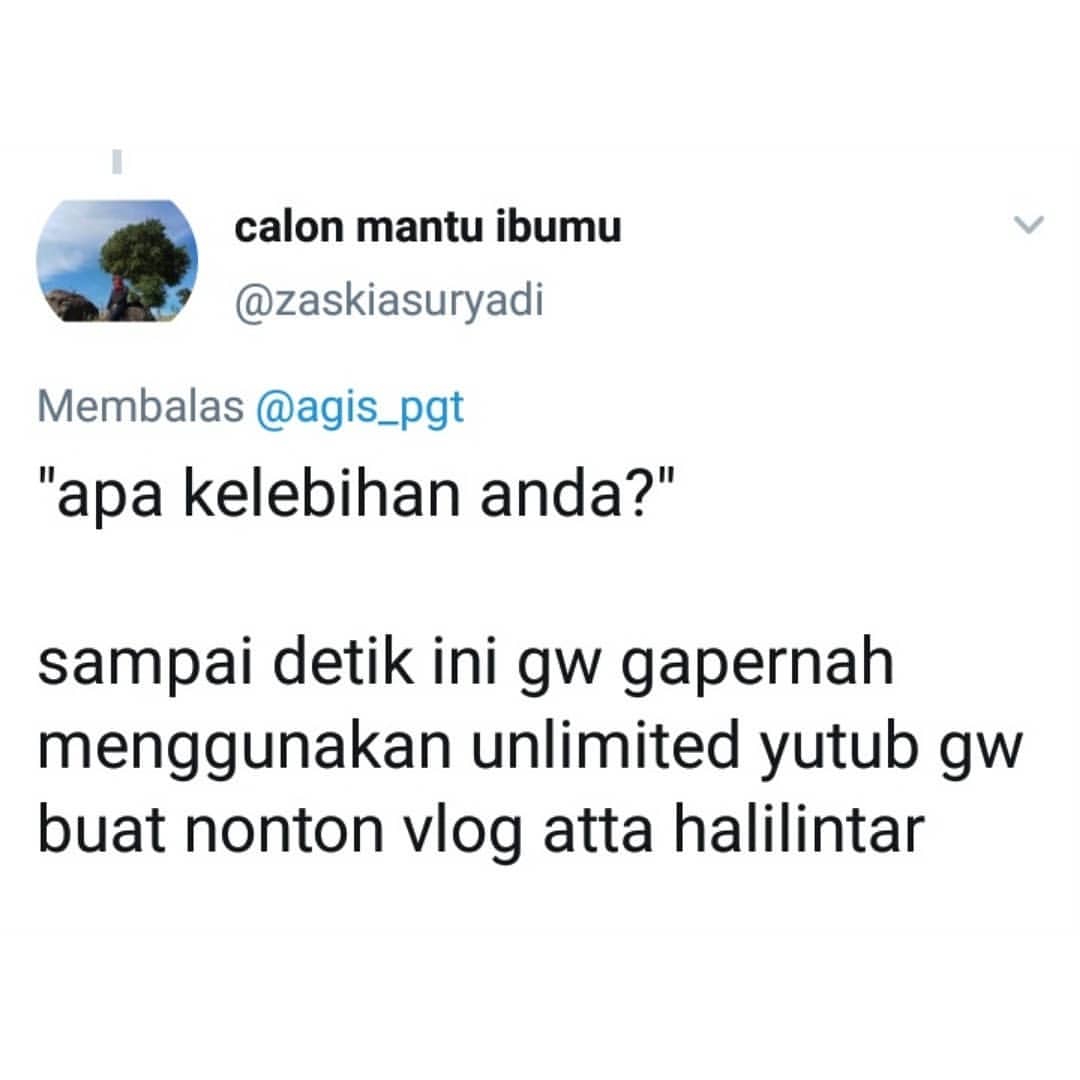 calon mantu ibumu
@zaskiasuryadi
Membalas @agis_pgt
"apa kelebihan anda?"
sampai detik ini gw gapernah
menggunakan unlimited yutub gw
buat nonton vlog atta halilintar